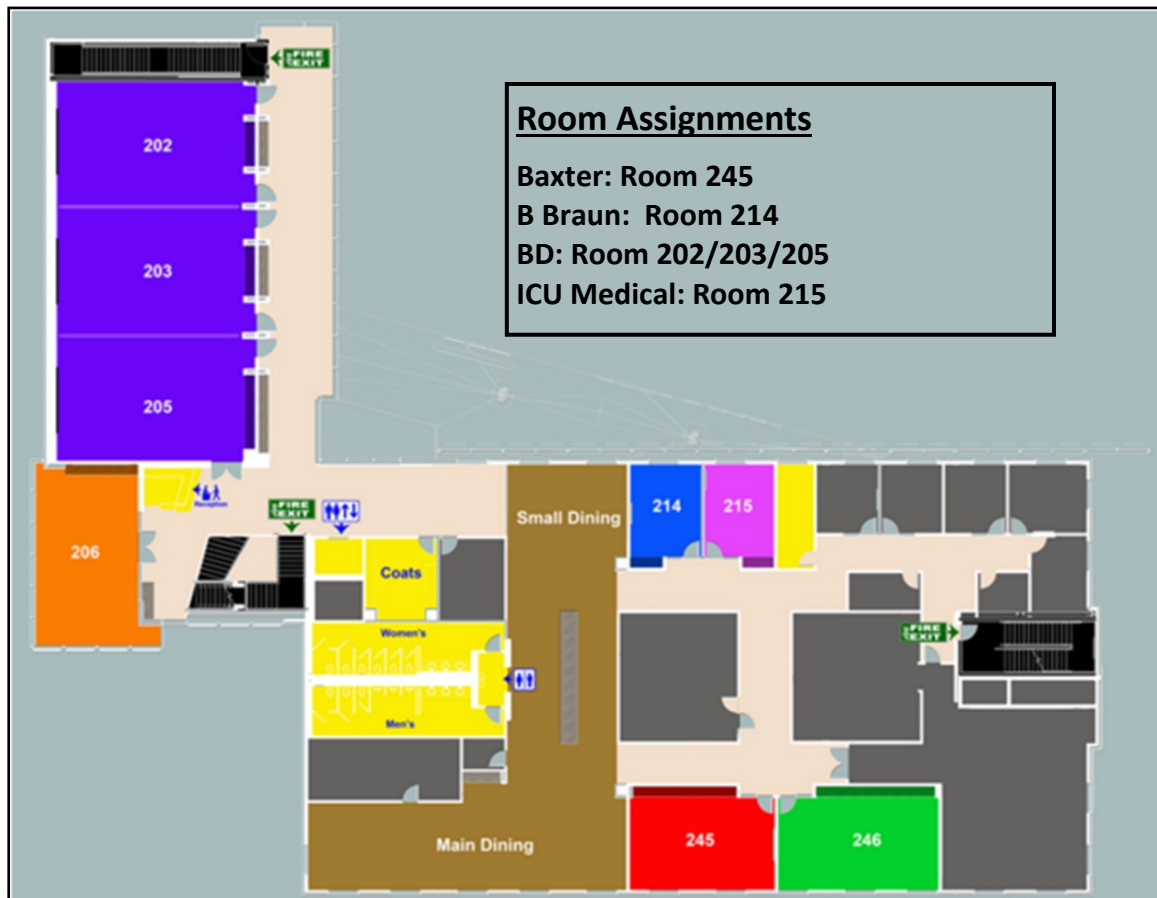 FIRE
EXIT
202
Room Assignments
Baxter: Room 245
B Braun: Room 214
BD: Room 202/203/205
ICU Medical: Room 215
203
205
Reception
206
FIRE
EXIT
Small Dining
214
215
Coats
Women's
FIRE
EXIT
Men's
Main Dining
245
246